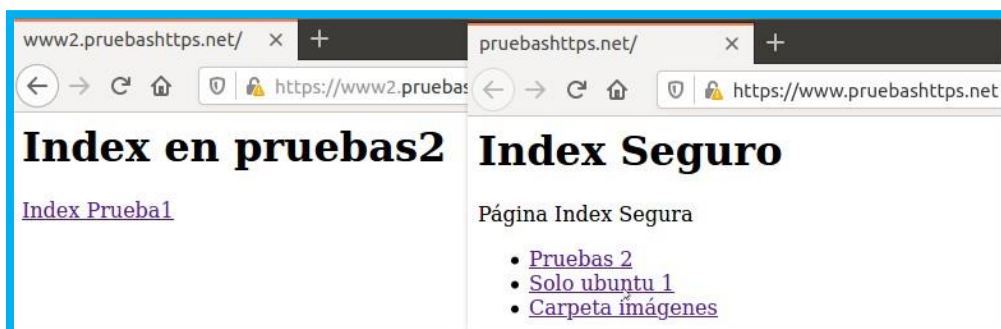 www2.pruebashttps.net/
https://www2.pruebas
Index en pruebas2
Index Prueba1
pruebashttps.net/
https://www.pruebashttps.net
Index Seguro
Página Index Segura
Pruebas 2
Solo ubuntu 1
Carpeta imágenes